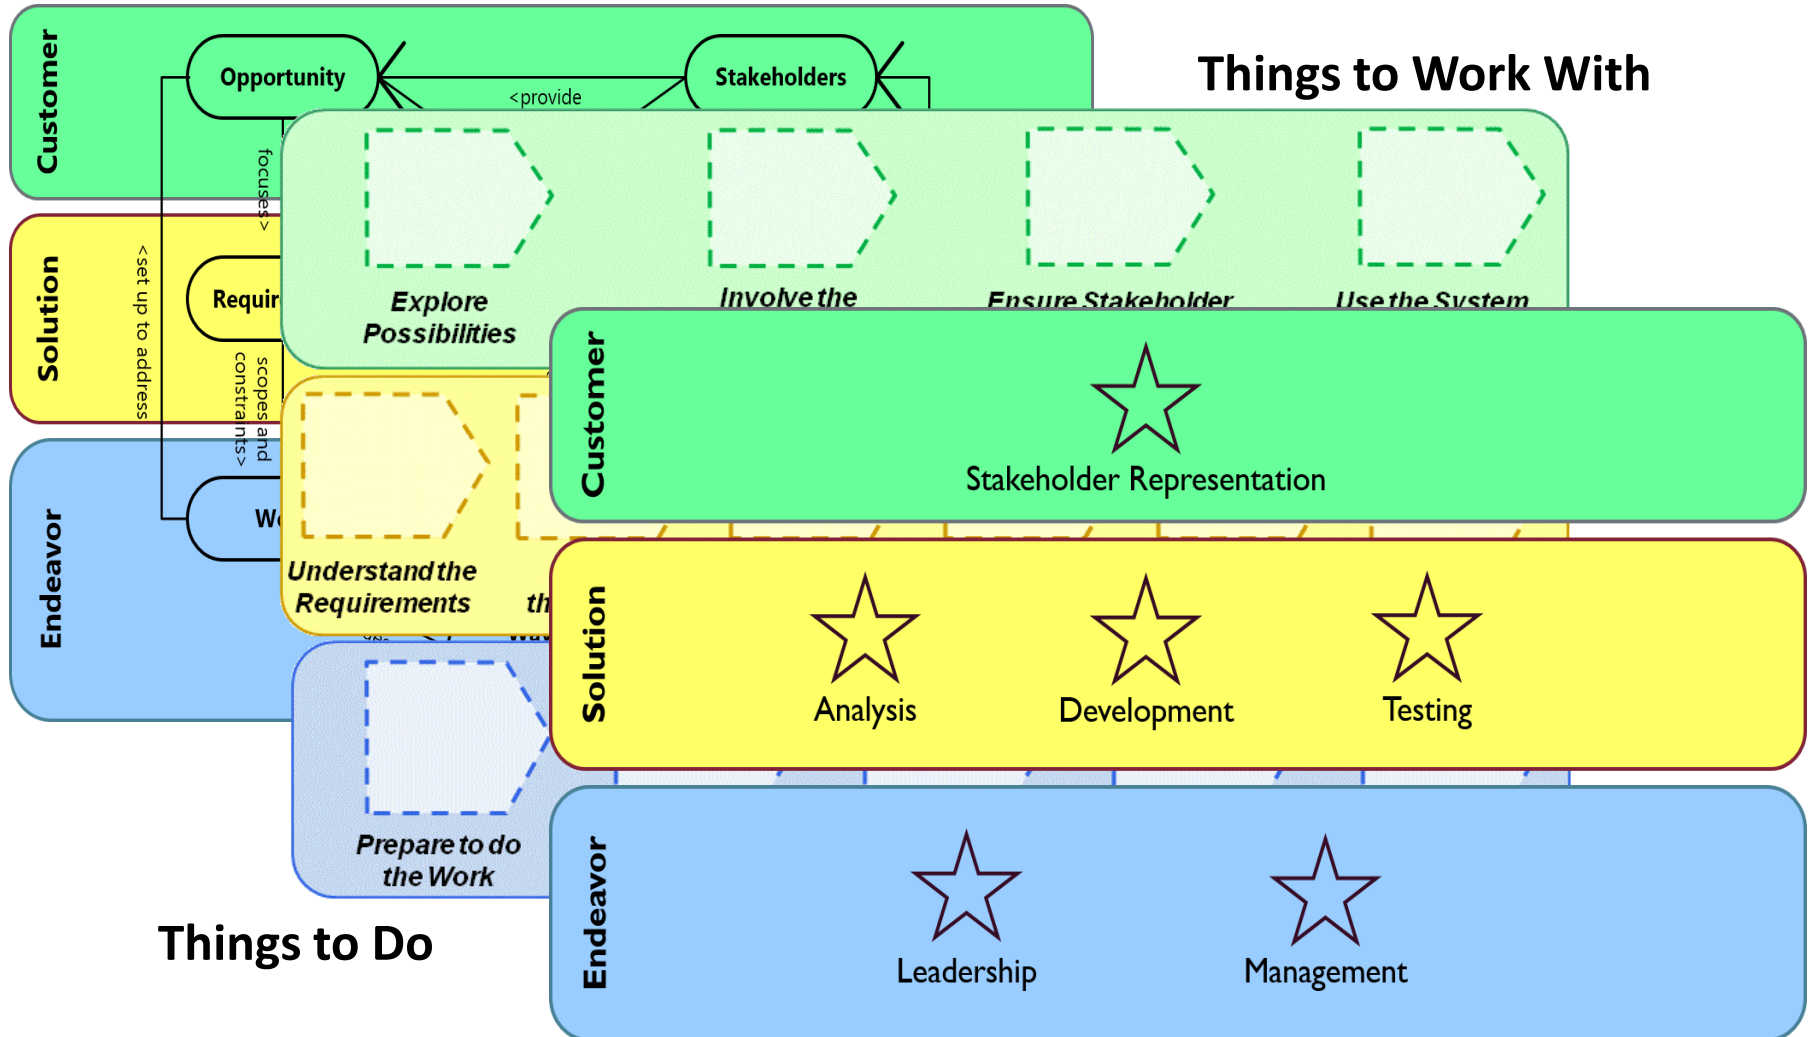 Things to Work With
Customer
Opportunity
Stakeholders
<provide
focuses>
Solution
<set up to address
scopes and
constraints>
Endeavor
Explore
Possibilities
Involve the
Ensure Stakeholder
Use the System
Understand the
Requirements
Prepare to do
the Work
Customer
Stakeholder Representation
Solution
Analysis
Development
Testing
Endeavor
Leadership
Management
Things to Do